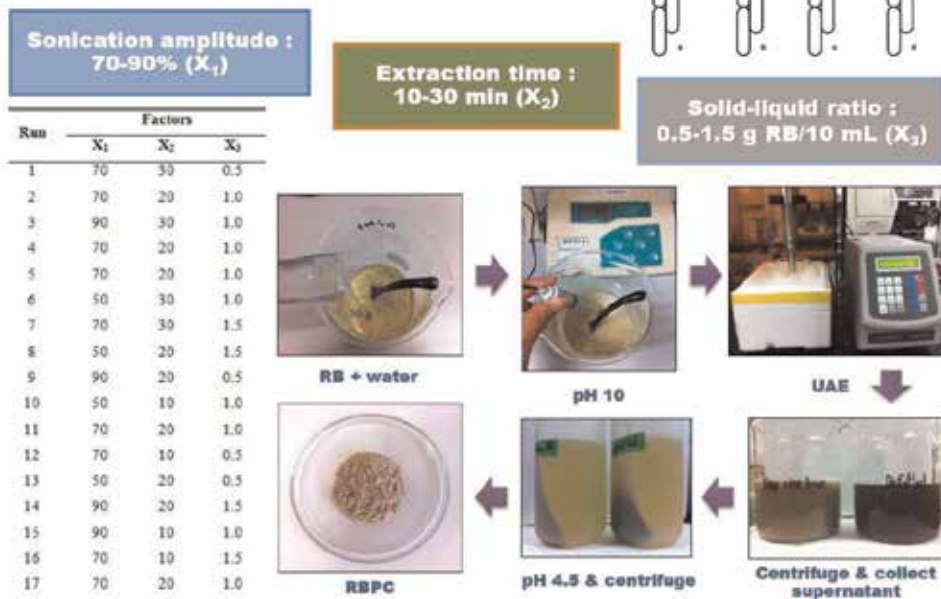 Sonication amplitude :
70-90% (X₁)
Extraction time :
10-30 min (X₂)
Solid-liquid ratio :
0.5-1.5 g RB/10 mL (X₃)
Run Factors
X₁ X₂ X₃
1 70 30 0.5
2 70 20 1.0
3 90 30 1.0
4 70 20 1.0
5 70 20 1.0
6 50 30 1.0
7 70 30 1.5
8 50 20 1.5
9 90 20 0.5
10 50 10 1.0
11 70 20 1.0
12 70 10 0.5
13 50 20 0.5
14 90 20 1.5
15 90 10 1.0
16 70 10 1.5
17 70 20 1.0
RB + water
pH 10
UAE
Centrifuge & collect
supernatant
pH 4.5 & centrifuge
RBPC